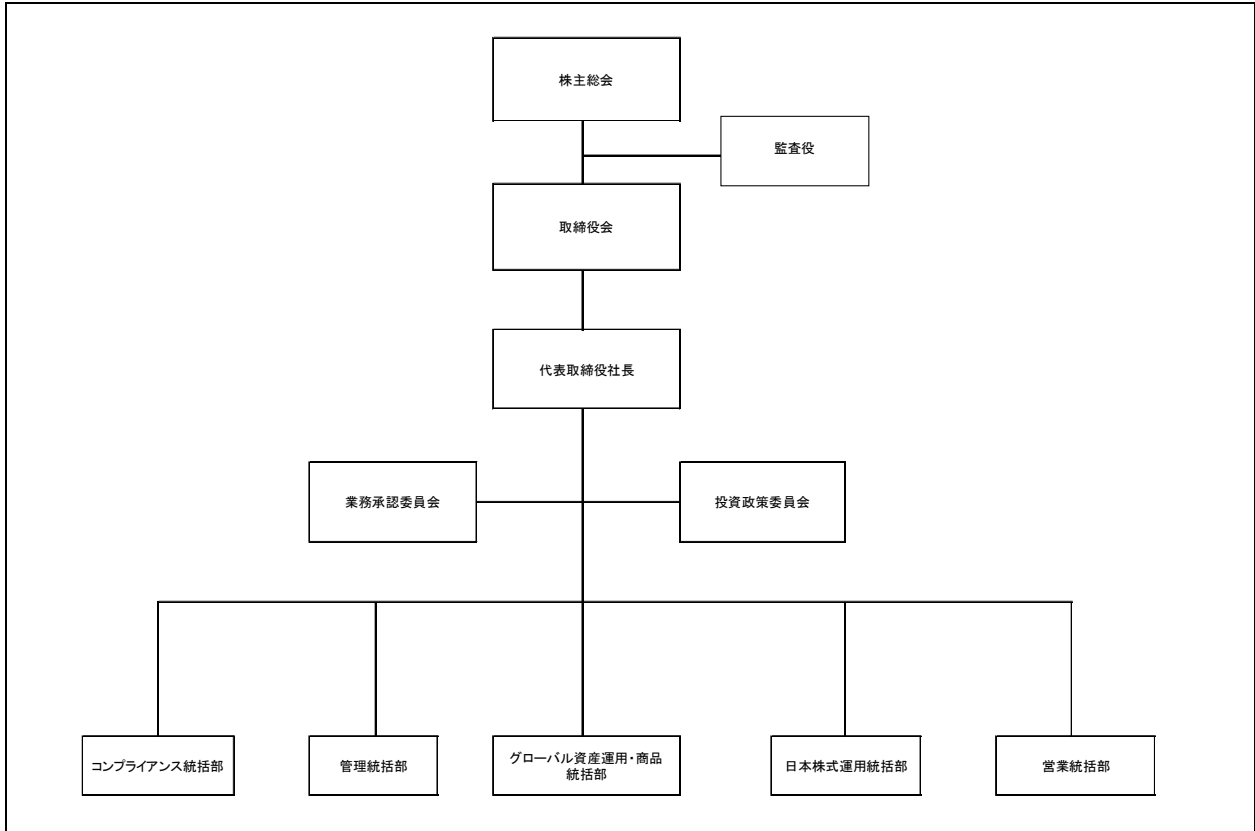 株主総会
監査役
取締役会
代表取締役社長
業務承認委員会
投資政策委員会
コンプライアンス統括部
管理統括部
グローバル資産運用・商品
統括部
日本株式運用統括部
営業統括部